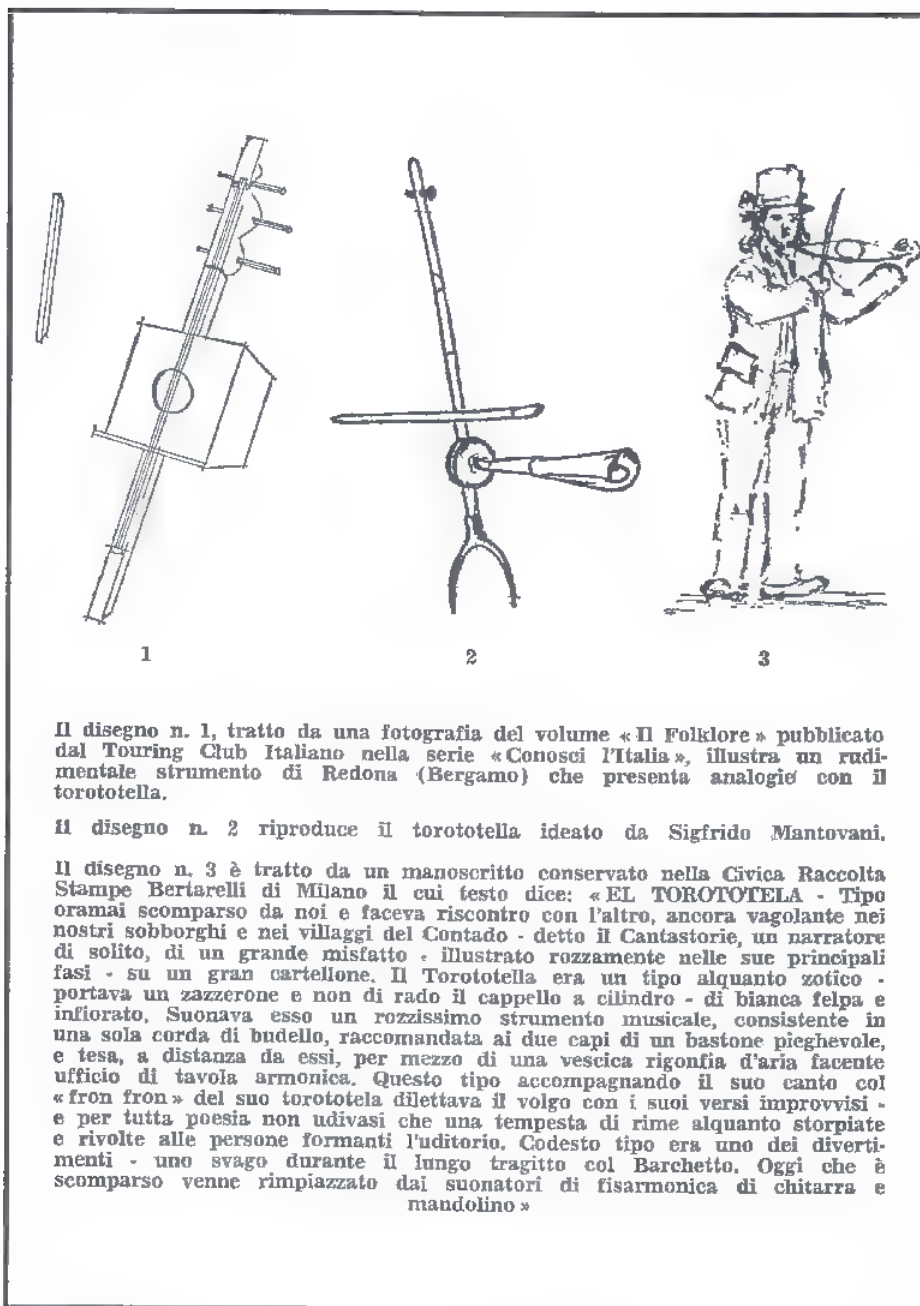 1
2
3
Il disegno n. 1, tratto da una fotografia del volume «Il Folklore» pubblicato
dal Touring Club Italiano nella serie «Conosci l'Italia», illustra un rudi-
mentale strumento di Redona (Bergamo) che presenta analogie con il
torototella.
Il disegno n. 2 riproduce il torototella ideato da Sigfrido Mantovani.
Il disegno n. 3 è tratto da un manoscritto conservato nella Civica Raccolta
Stampe Bertarelli di Milano il cui testo dice: «EL TOROTOTELA - Tipo
oramai scomparso da noi e faceva riscontro con l'altro, ancora vagolante nei
nostri sobborghi e nei villaggi del Contado - detto il Cantastorie, un narratore
di solito, di un grande misfatto - illustrato rozzamente nelle sue principali
fasi - su un gran cartellone. Il Torototella era un tipo alquanto zotico -
portava un zazzerone e non di rado il cappello a cilindro - di bianca felpa e
infiorato. Suonava esso un rozzissimo strumento musicale, consistente in
una sola corda di budello, raccomandata ai due capi di un bastone pieghevole,
e tesa, a distanza da essi, per mezzo di una vescica rigonfia d'aria facente
ufficio di tavola armonica. Questo tipo accompagnando il suo canto col
«fron fron» del suo torototela dilettava il volgo con i suoi versi improvvisi -
e per tutta poesia non udivasi che una tempesta di rime alquanto storpiate
e rivolte alle persone formanti l'uditorio. Codesto tipo era uno dei diverti-
menti - uno svago durante il lungo tragitto col Barchetto. Oggi che è
scomparso venne rimpiazzato dai suonatori di fisarmonica di chitarra e
mandolino»